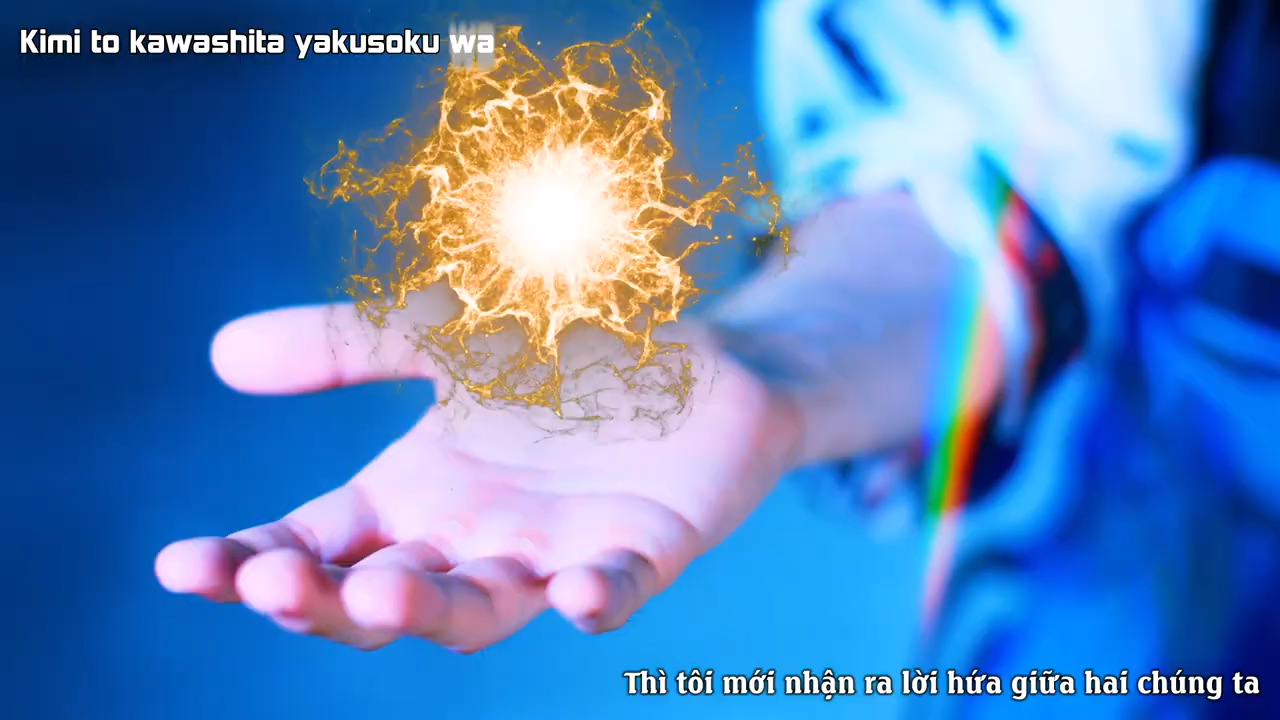 Kimi to kawashita yakusoku wa
Thì tôi mới nhận ra lời hứa giữa hai chúng ta